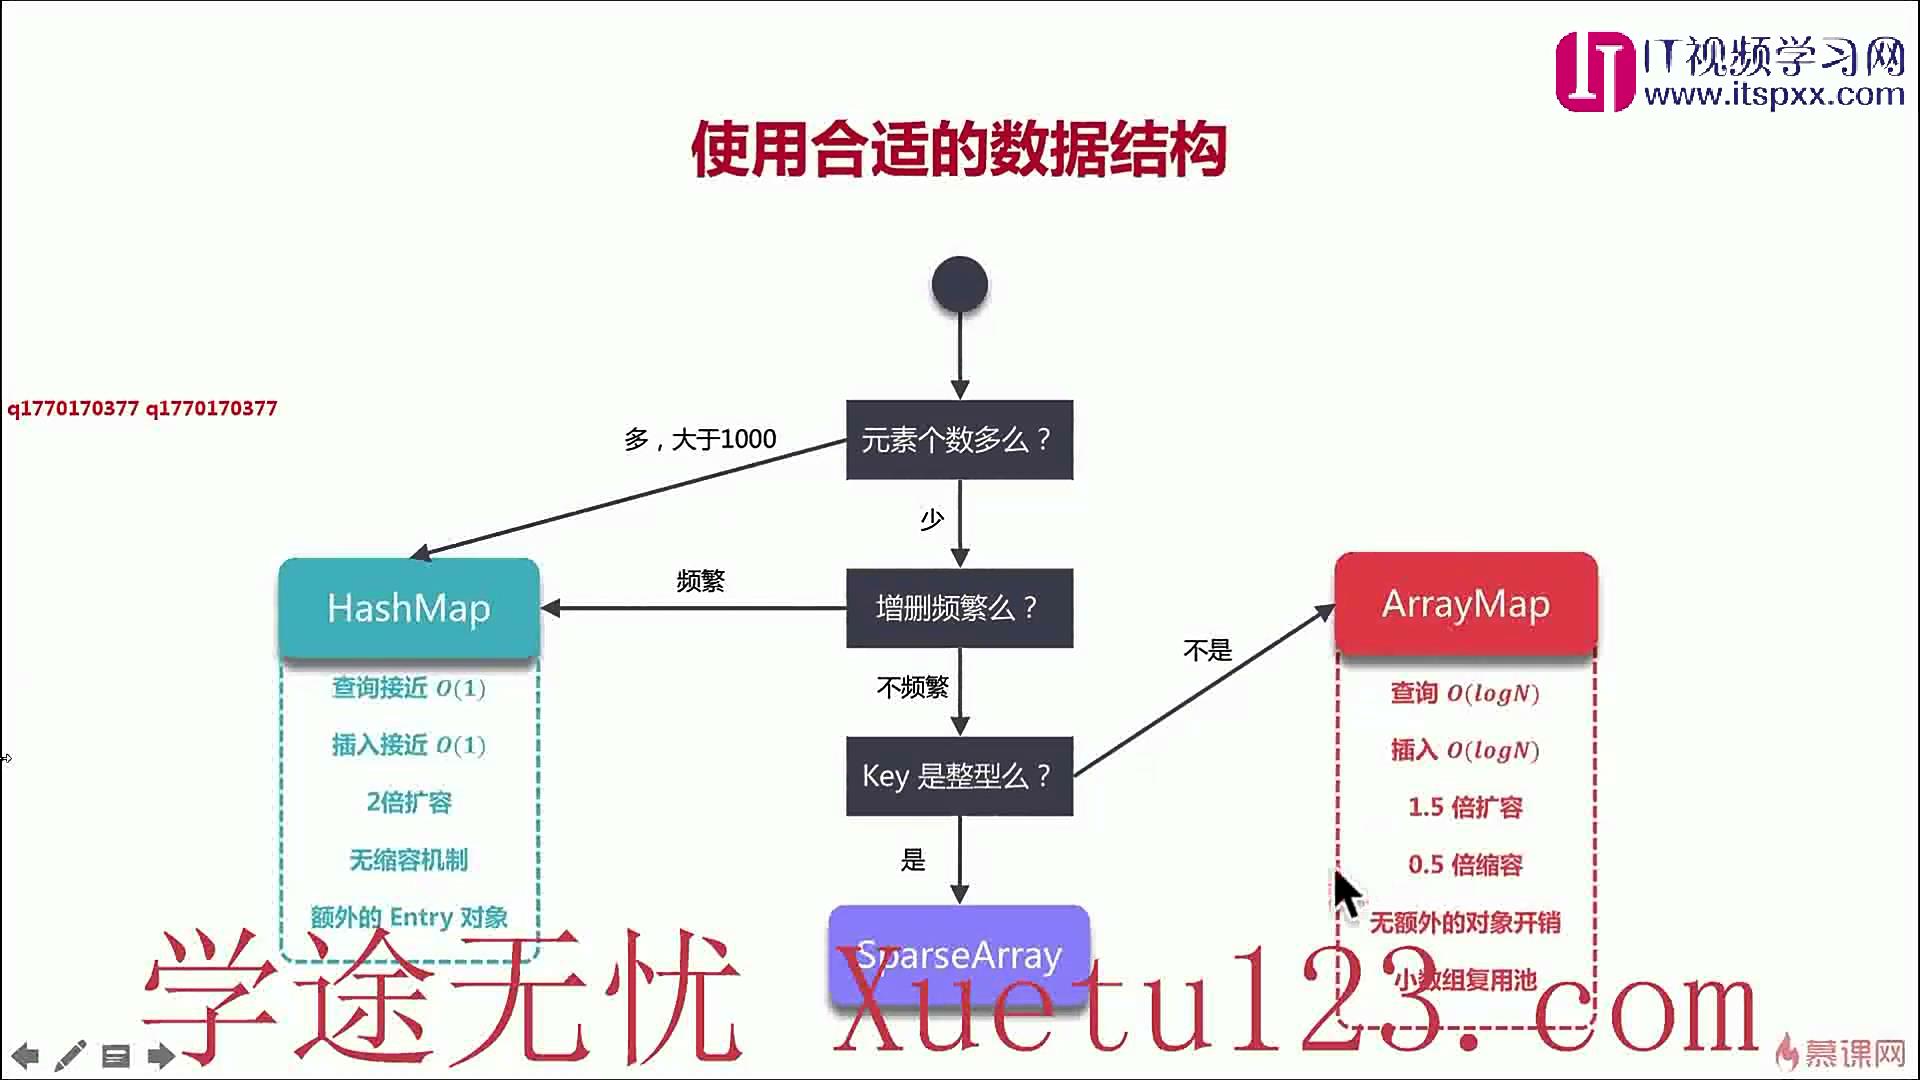 IT视频学习网
www.itspxx.com
使用合适的数据结构
q1770170377 q1770170377
元素个数多么？
多，大于1000
少
增删频繁么？
频繁
不频繁
Key 是整型么？
不是
是
HashMap
查询接近 O(1)
插入接近 O(1)
2倍扩容
无缩容机制
额外的 Entry 对象
SparseArray
ArrayMap
查询 O(logN)
插入 O(logN)
1.5 倍扩容
0.5 倍缩容
无额外的对象开销
小数组复用池
学途无忧 Xuetu123.com
慕课网